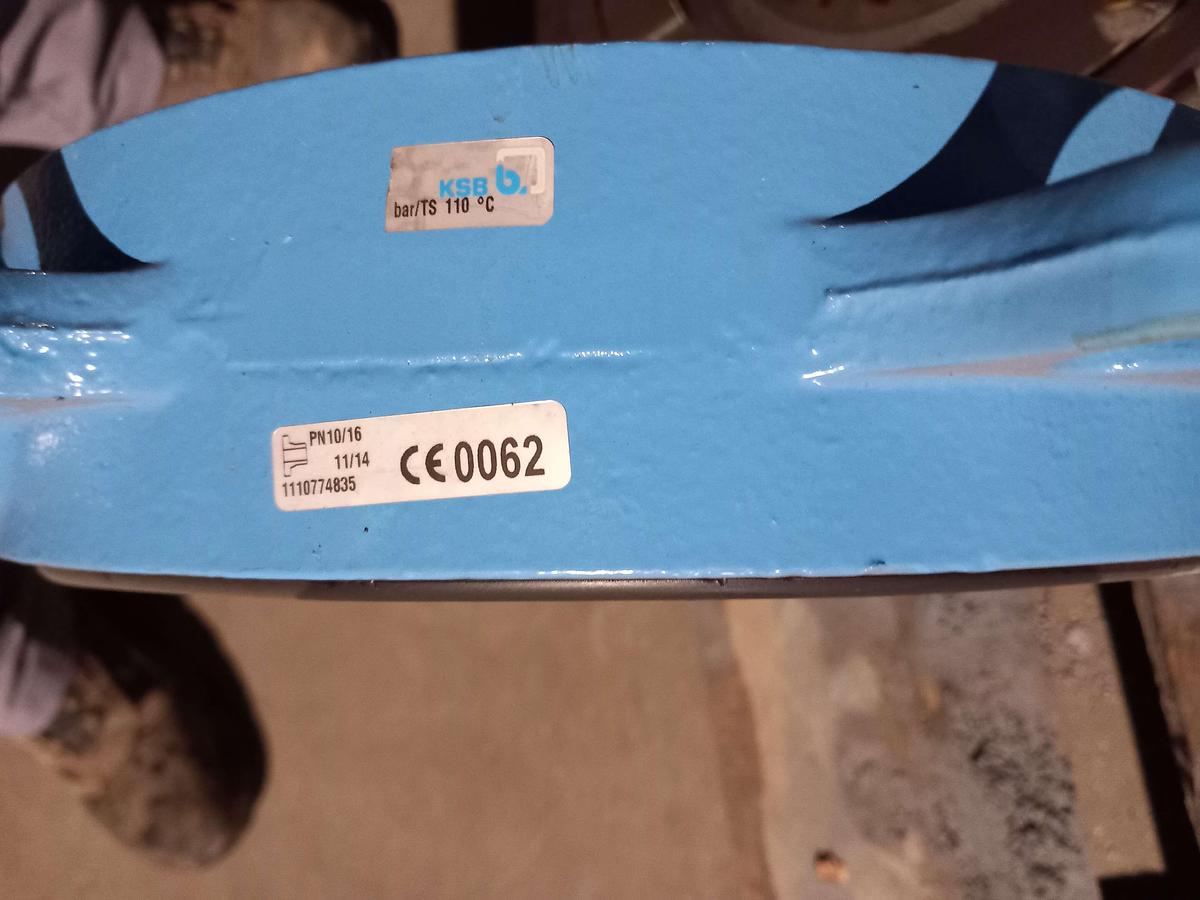 KSB b.
bar/TS 110 °C
PN10/16
11/14
1110774835
CE 0062